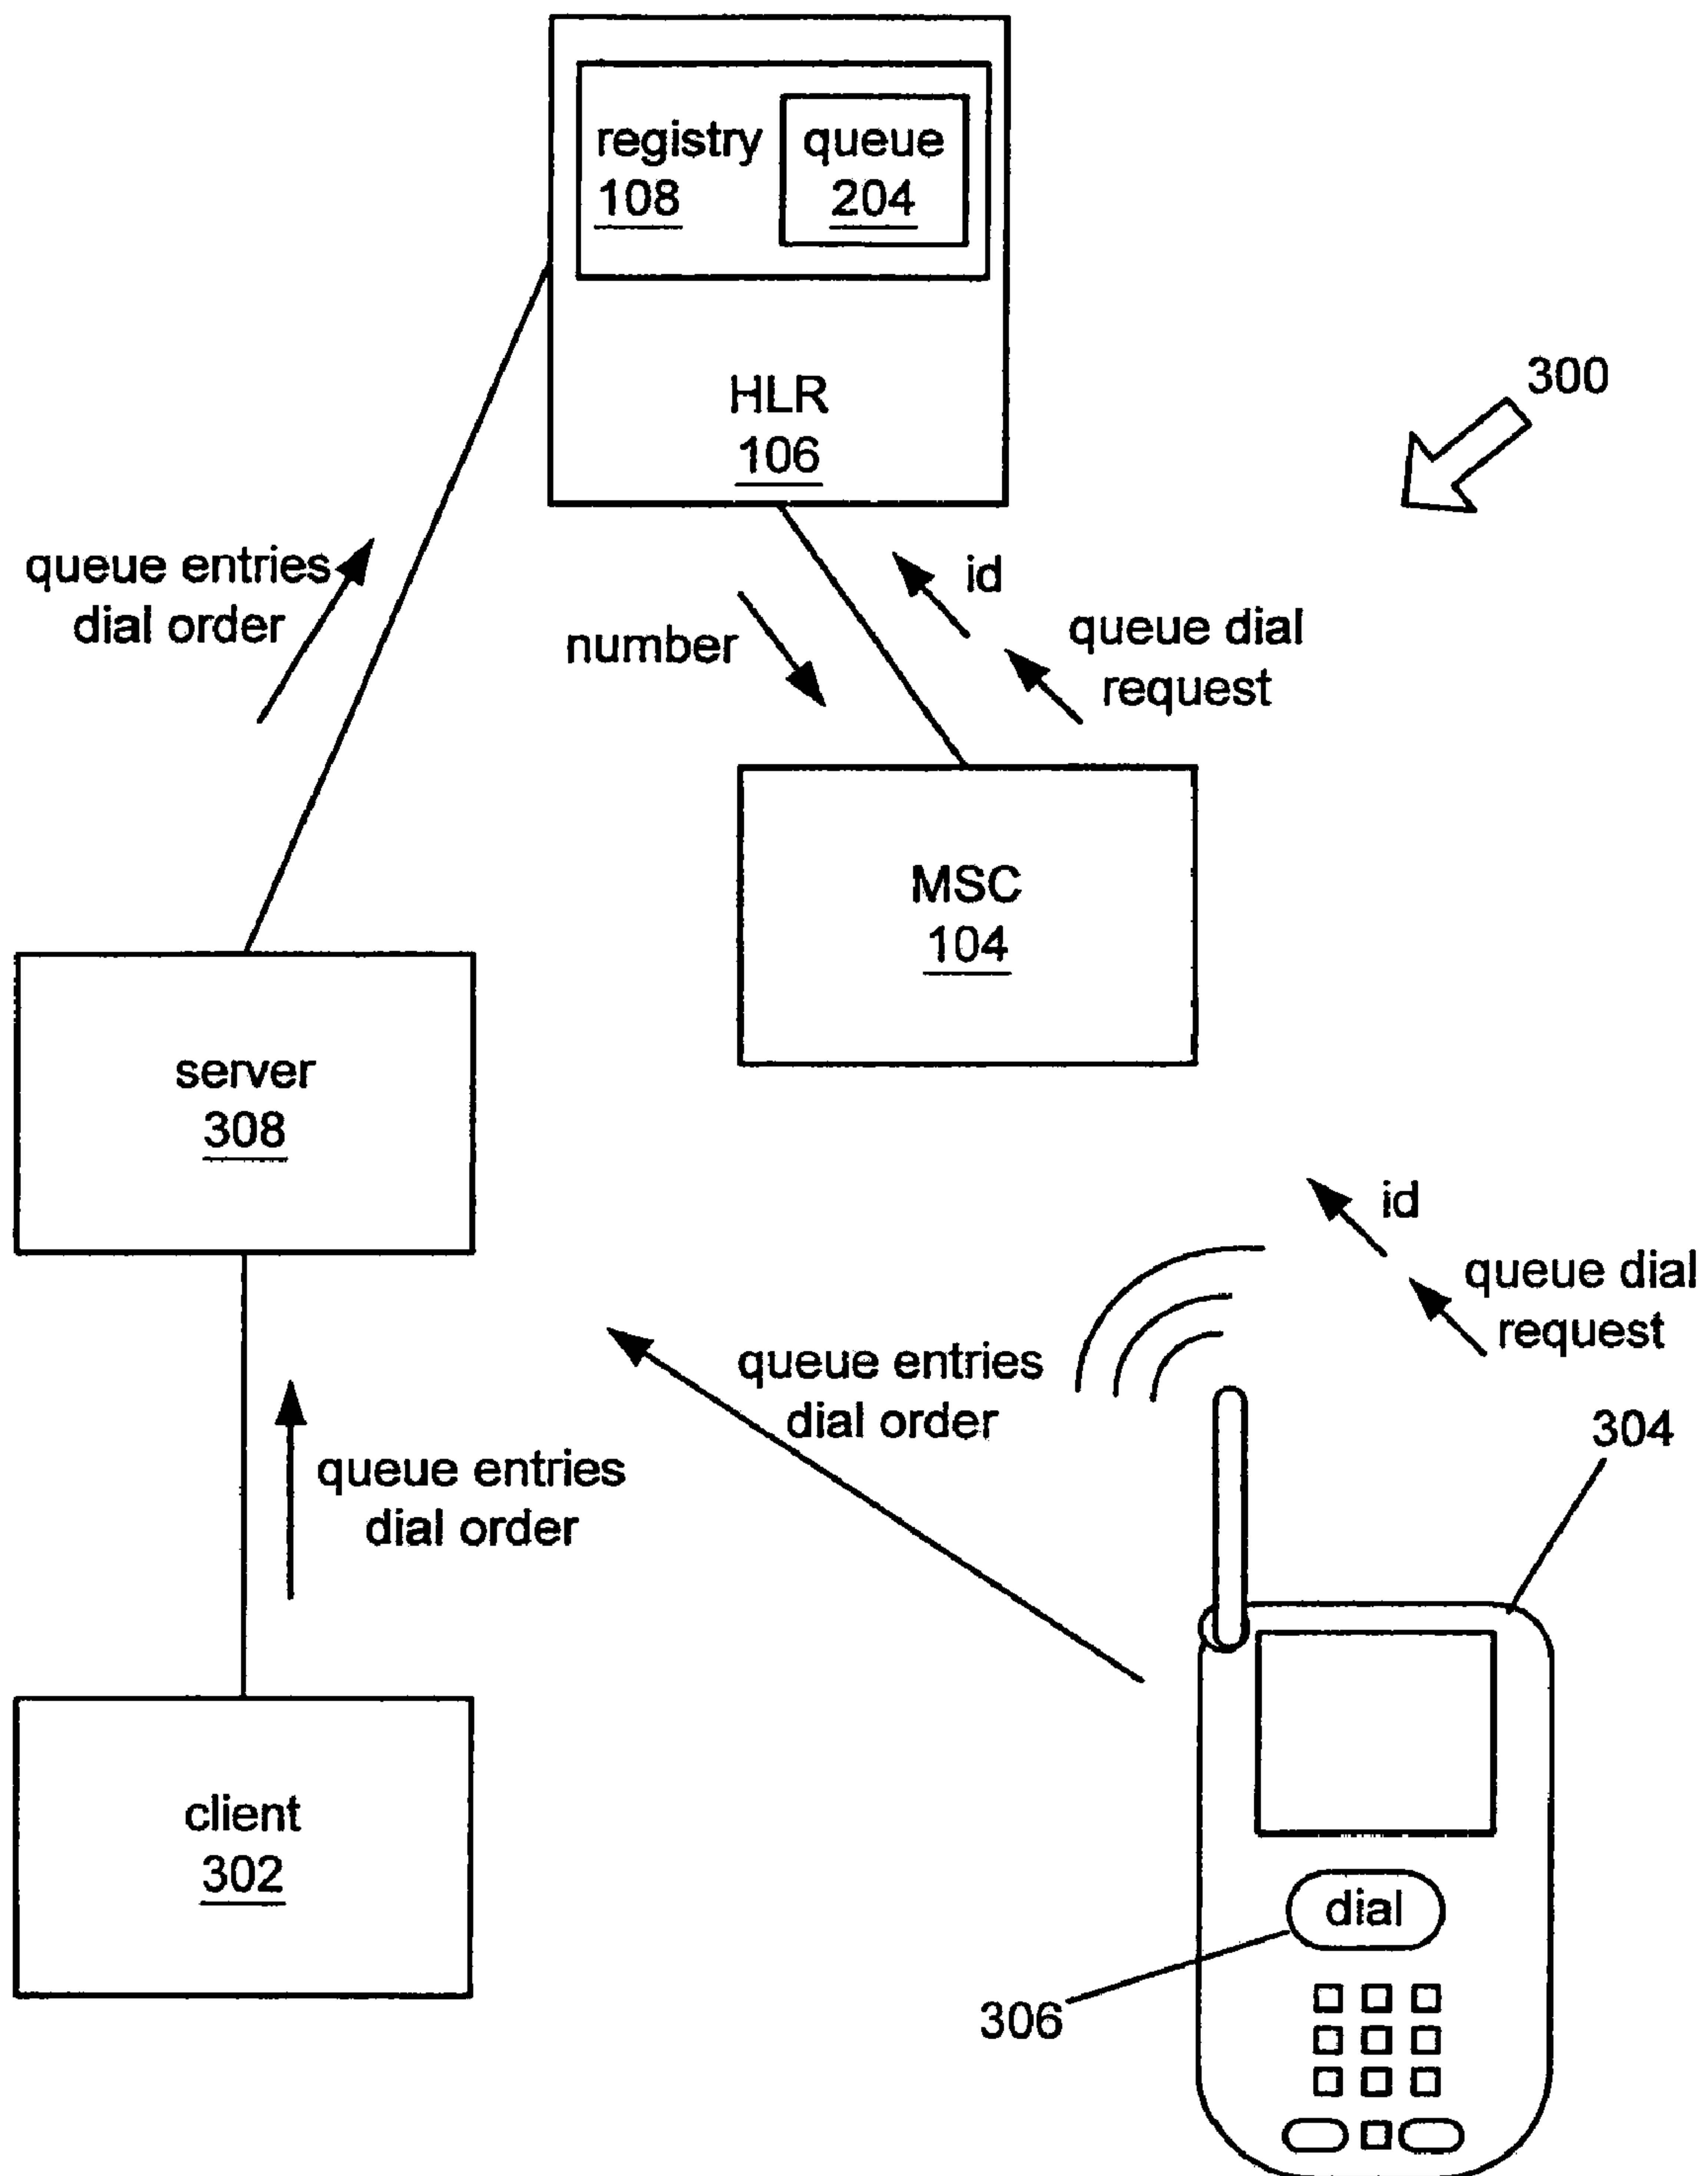 registry
108
queue
204
HLR
106
300
queue entries
dial order
id
number
queue dial
request
MSC
104
server
308
id
queue dial
request
queue entries
dial order
304
queue entries
dial order
client
302
dial
306